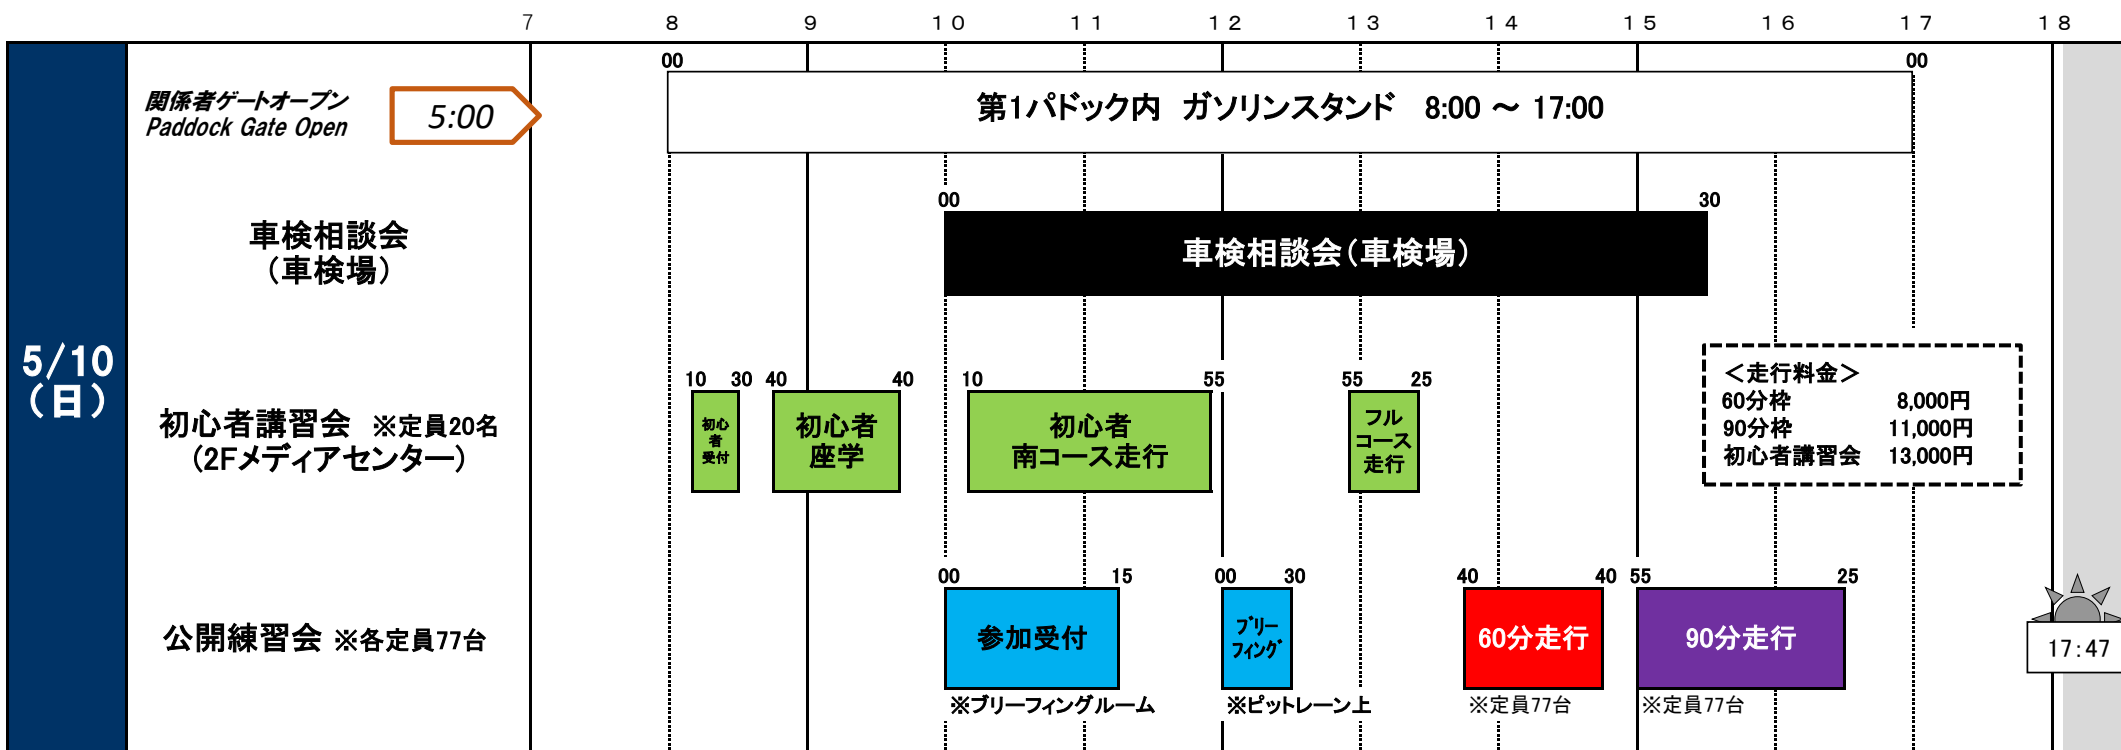 7 8 9 10 11 12 13 14 15 16 17 18
00 00
関係者ゲートオープン
Paddock Gate Open
5:00
第1パドック内 ガソリンスタンド 8:00 ～ 17:00
00 30
車検相談会
（車検場）
車検相談会（車検場）
5/10
（日）
＜走行料金＞
60分枠 8,000円
90分枠 11,000円
初心者講習会 13,000円
10 30 40 40 10 55 55 25
初心者講習会 ※定員20名
（2Fメディアセンター）
初心
者
受付
初心者
座学
初心者
南コース走行
フル
コース
走行
00 15 00 30 40 40 55 25
公開練習会 ※各定員77台
参加受付
ブリー
フィング
60分走行
90分走行
17:47
※ブリーフィングルーム
※ピットレーン上
※定員77台
※定員77台